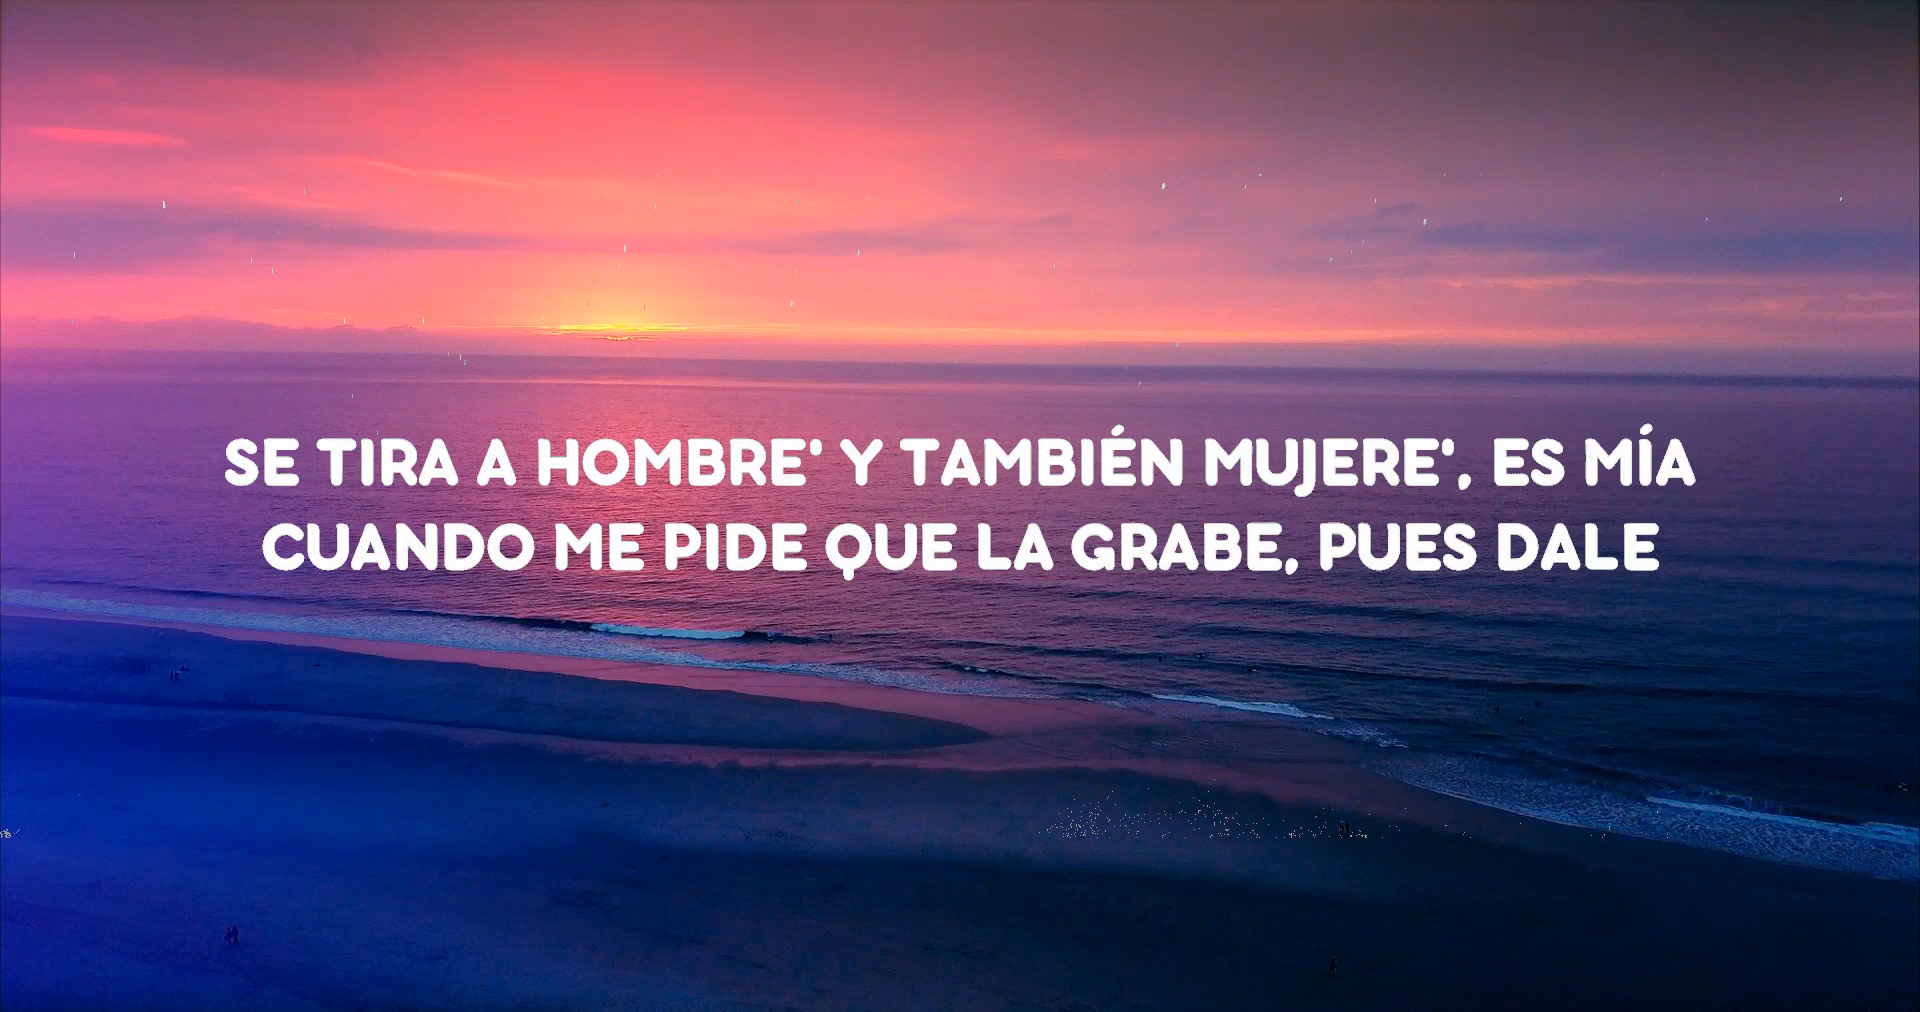 SE TIRA A HOMBRE' Y TAMBIÉN MUJERE', ES MÍA
CUANDO ME PIDE QUE LA GRABE, PUES DALE